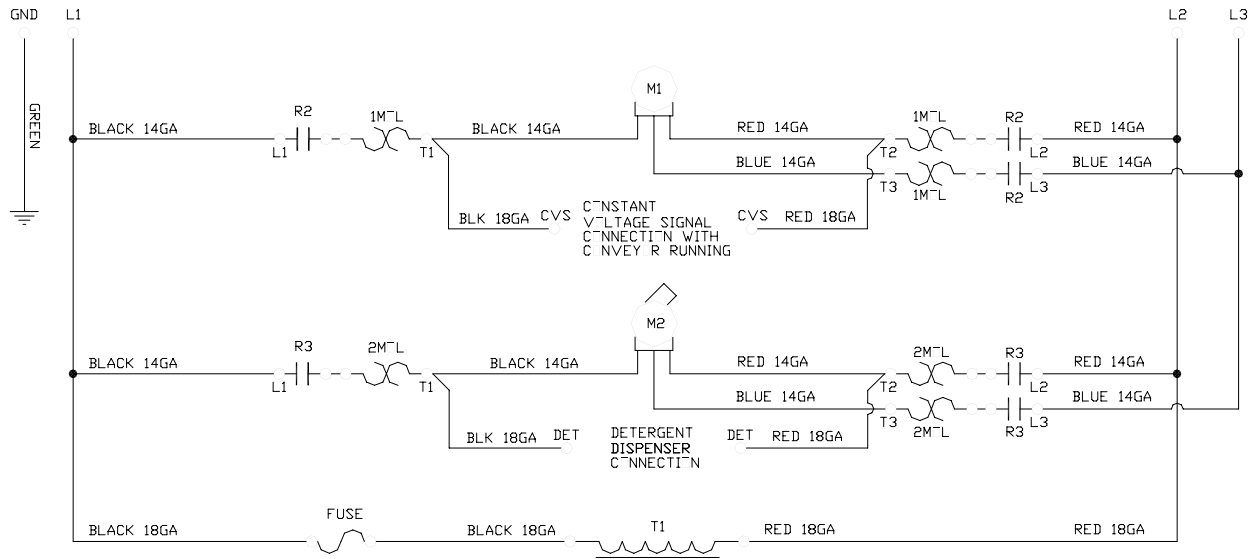 GND L1 L2 L3
GREEN
M1
R2 1M¯L 1M¯L R2
BLACK 14GA BLACK 14GA RED 14GA RED 14GA
L1 T1 T2 L2
BLUE 14GA BLUE 14GA
T3 1M¯L R2 L3
BLK 18GA CVS CVS RED 18GA
C¯NSTANT
V¯LTAGE SIGNAL
C¯NNECTI¯N WITH
C NVEY R RUNNING
M2
R3 2M¯L 2M¯L R3
BLACK 14GA BLACK 14GA RED 14GA RED 14GA
L1 T1 T2 L2
BLUE 14GA BLUE 14GA
T3 2M¯L R3 L3
BLK 18GA DET DET RED 18GA
DETERGENT
DISPENSER
C¯NNECTI¯N
FUSE T1
BLACK 18GA BLACK 18GA RED 18GA RED 18GA